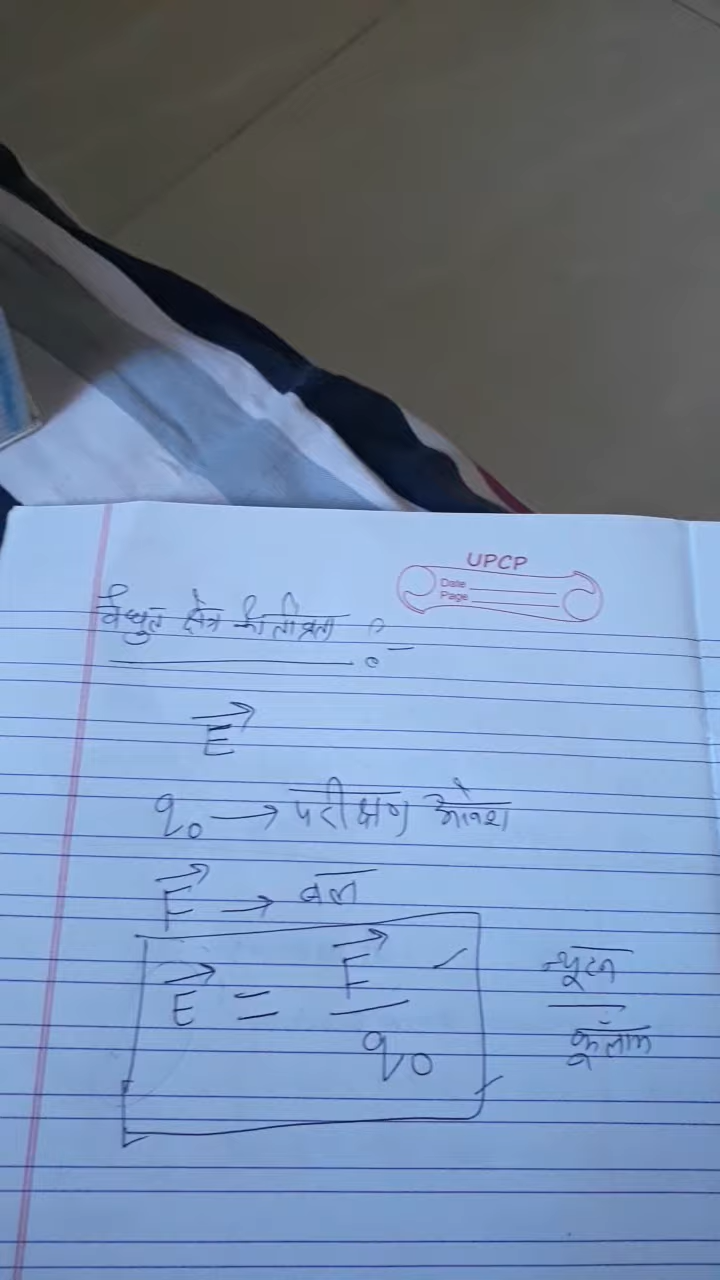 UPCP
Date
Page
वैधुत क्षेत्र की तीव्रता :-
E→
q₀ → परीक्षण आवेश
F→ → बल
E→ = F→ / q₀
न्यूटन / कूलॉम